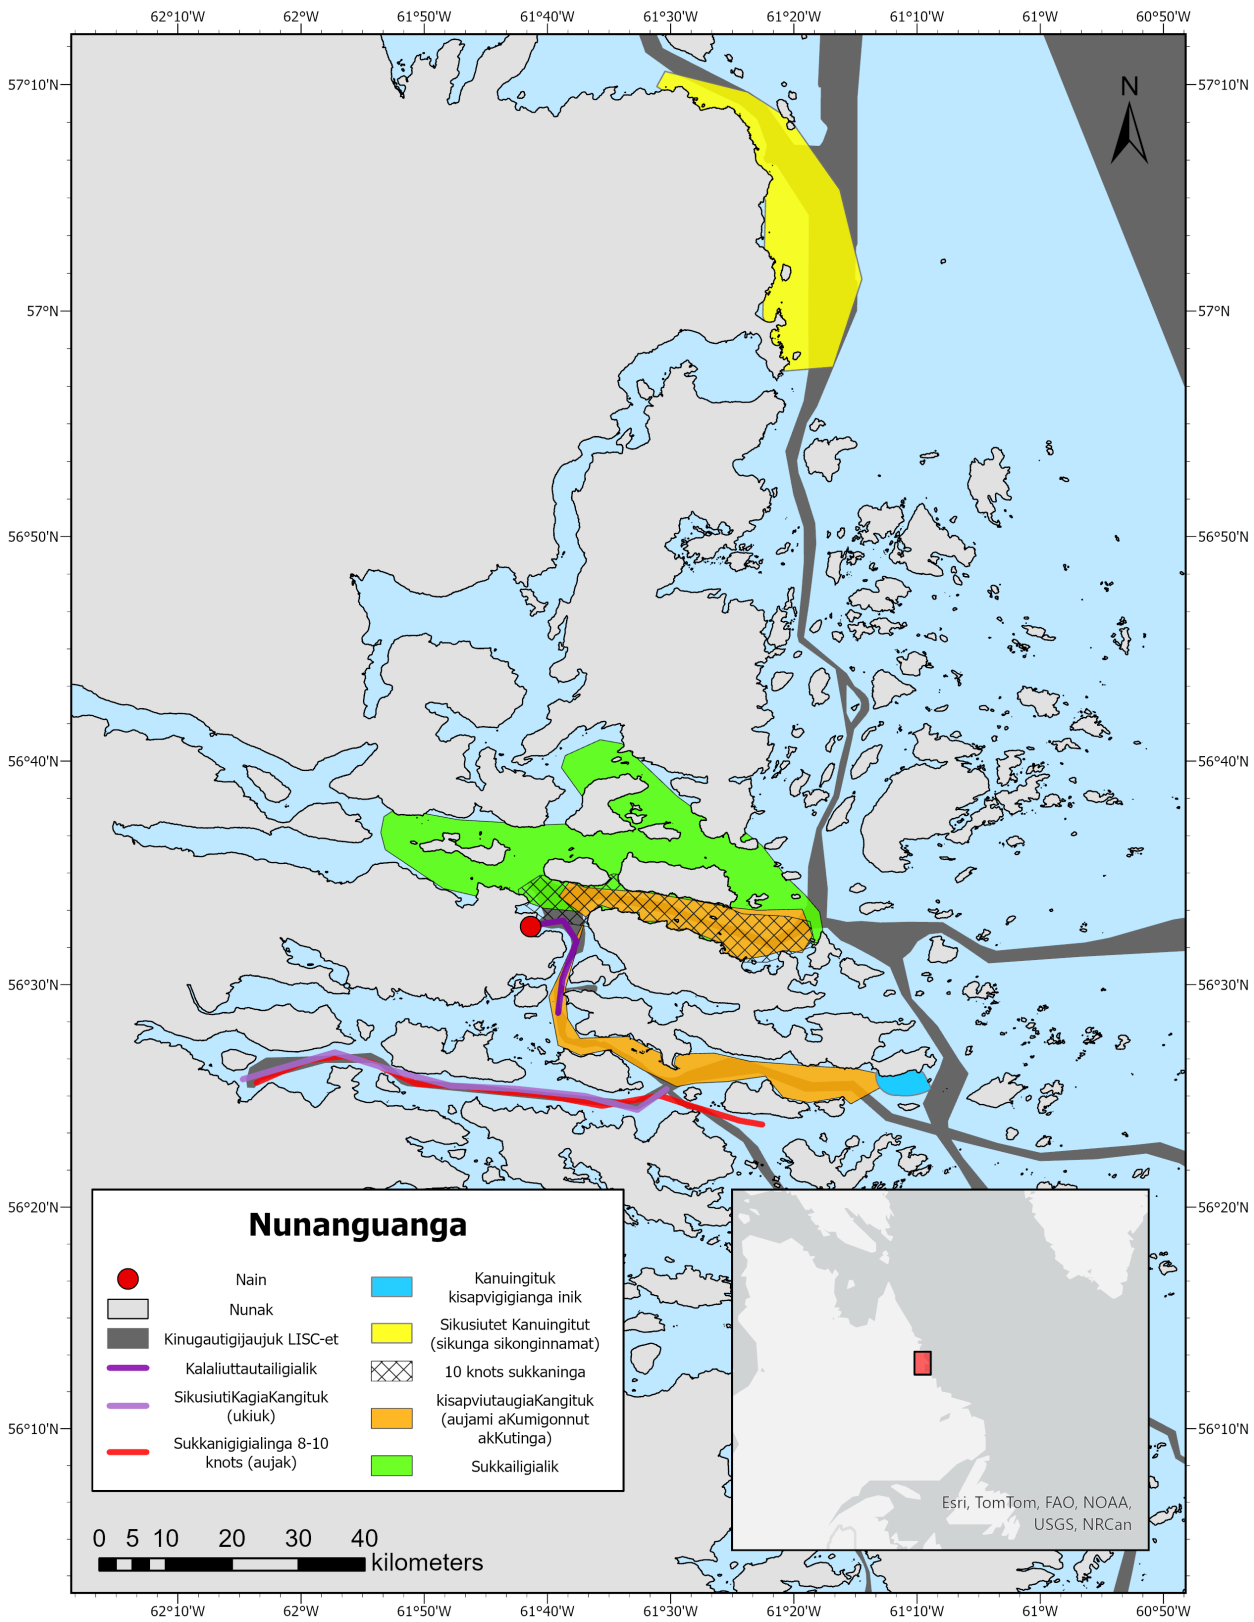 62°10'W 62°W 61°50'W 61°40'W 61°30'W 61°20'W 61°10'W 61°W 60°50'W
57°10'N 57°10'N
N
57°N 57°N
56°50'N 56°50'N
56°40'N 56°40'N
56°30'N 56°30'N
56°20'N 56°20'N
56°10'N 56°10'N
Nunanguanga
Nain
Nunak
Kinugautigijaujuk LISC-et
Kalaliuttautailigialik
SikusiutiKagiaKangituk
(ukiuk)
Sukkanigigialinga 8-10
knots (aujak)
Kanuingituk
kisapvigigianga inik
Sikusiutet Kanuingitut
(sikunga sikonginnamat)
10 knots sukkaninga
kisapviutaugiaKangituk
(aujami aKumigonnut
akKutinga)
Sukkailigialik
Esri, TomTom, FAO, NOAA,
USGS, NRCan
0 5 10 20 30 40
kilometers
62°10'W 62°W 61°50'W 61°40'W 61°30'W 61°20'W 61°10'W 61°W 60°50'W